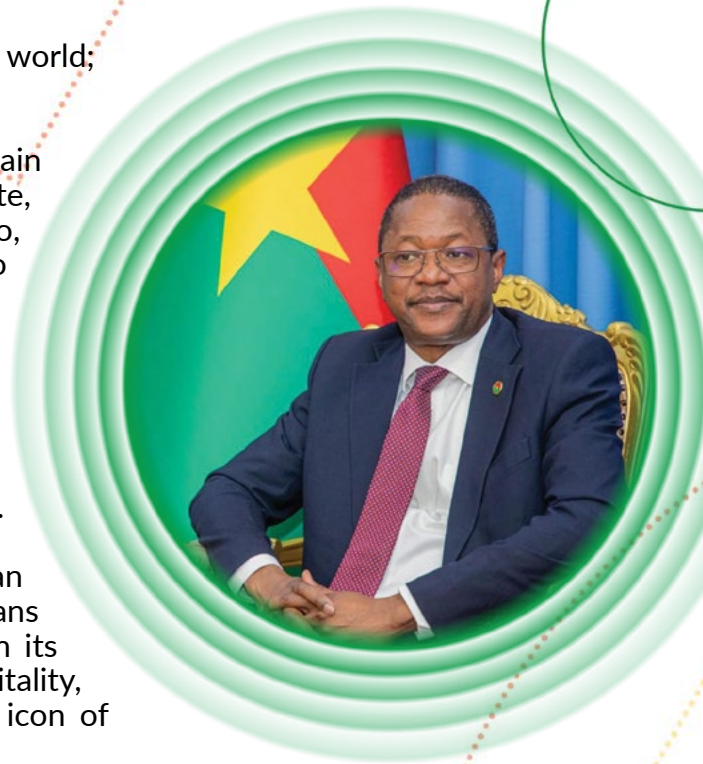 world;
ain
te,
o,
.
an
ans
its
itality,
icon of